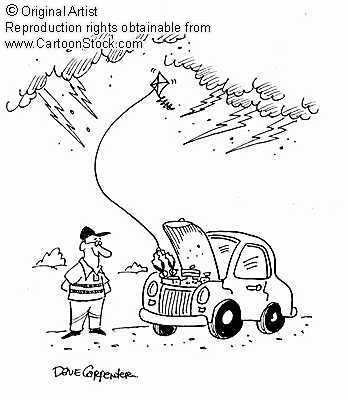 © Original Artist
Reproduction rights obtainable from
www.CartoonStock.com
Dave Carpenter